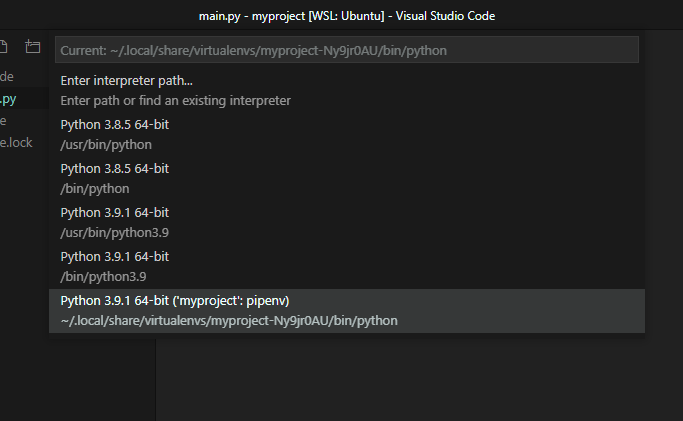 main.py - myproject [WSL: Ubuntu] - Visual Studio Code
Current: ~/.local/share/virtualenvs/myproject-Ny9jr0AU/bin/python
Enter interpreter path...
Enter path or find an existing interpreter
de
.py
Python 3.8.5 64-bit
/usr/bin/python
e
e.lock
Python 3.8.5 64-bit
/bin/python
Python 3.9.1 64-bit
/usr/bin/python3.9
Python 3.9.1 64-bit
/bin/python3.9
Python 3.9.1 64-bit ('myproject': pipenv)
~/.local/share/virtualenvs/myproject-Ny9jr0AU/bin/python